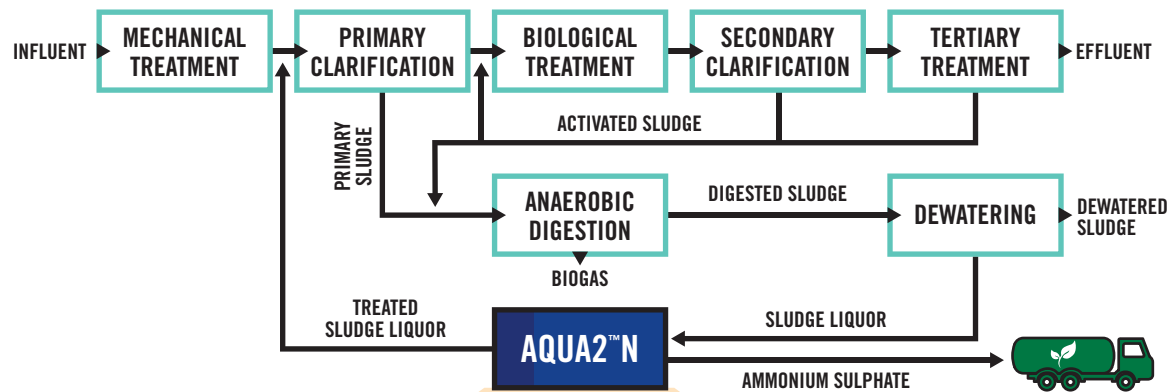 INFLUENT
MECHANICAL
TREATMENT
PRIMARY
CLARIFICATION
BIOLOGICAL
TREATMENT
SECONDARY
CLARIFICATION
TERTIARY
TREATMENT
EFFLUENT
PRIMARY
SLUDGE
ACTIVATED SLUDGE
ANAEROBIC
DIGESTION
DIGESTED SLUDGE
DEWATERING
DEWATERED
SLUDGE
BIOGAS
TREATED
SLUDGE LIQUOR
AQUA2™N
SLUDGE LIQUOR
AMMONIUM SULPHATE